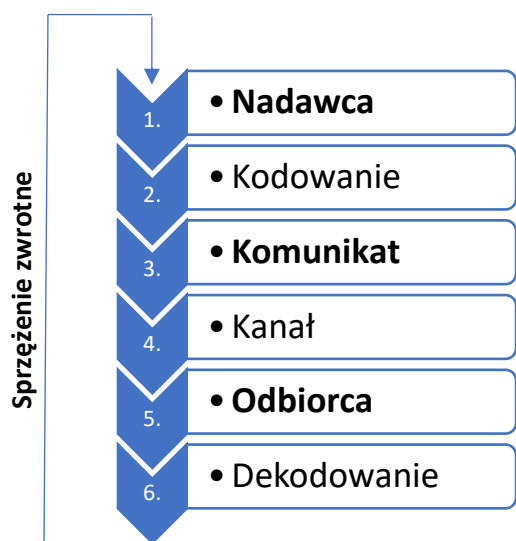 Sprzężenie zwrotne
1. • Nadawca
2. • Kodowanie
3. • Komunikat
4. • Kanał
5. • Odbiorca
6. • Dekodowanie